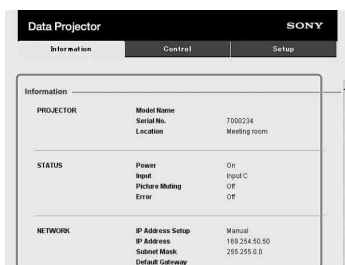 Data Projector
SONY
Information Control Setup
Information
PROJECTOR Model Name
Serial No. 7000234
Location Meeting room
STATUS Power On
Input Input C
Picture Muting Off
Error Off
NETWORK IP Address Setup Manual
IP Address 169.254.50.50
Subnet Mask 255.255.0.0
Default Gateway